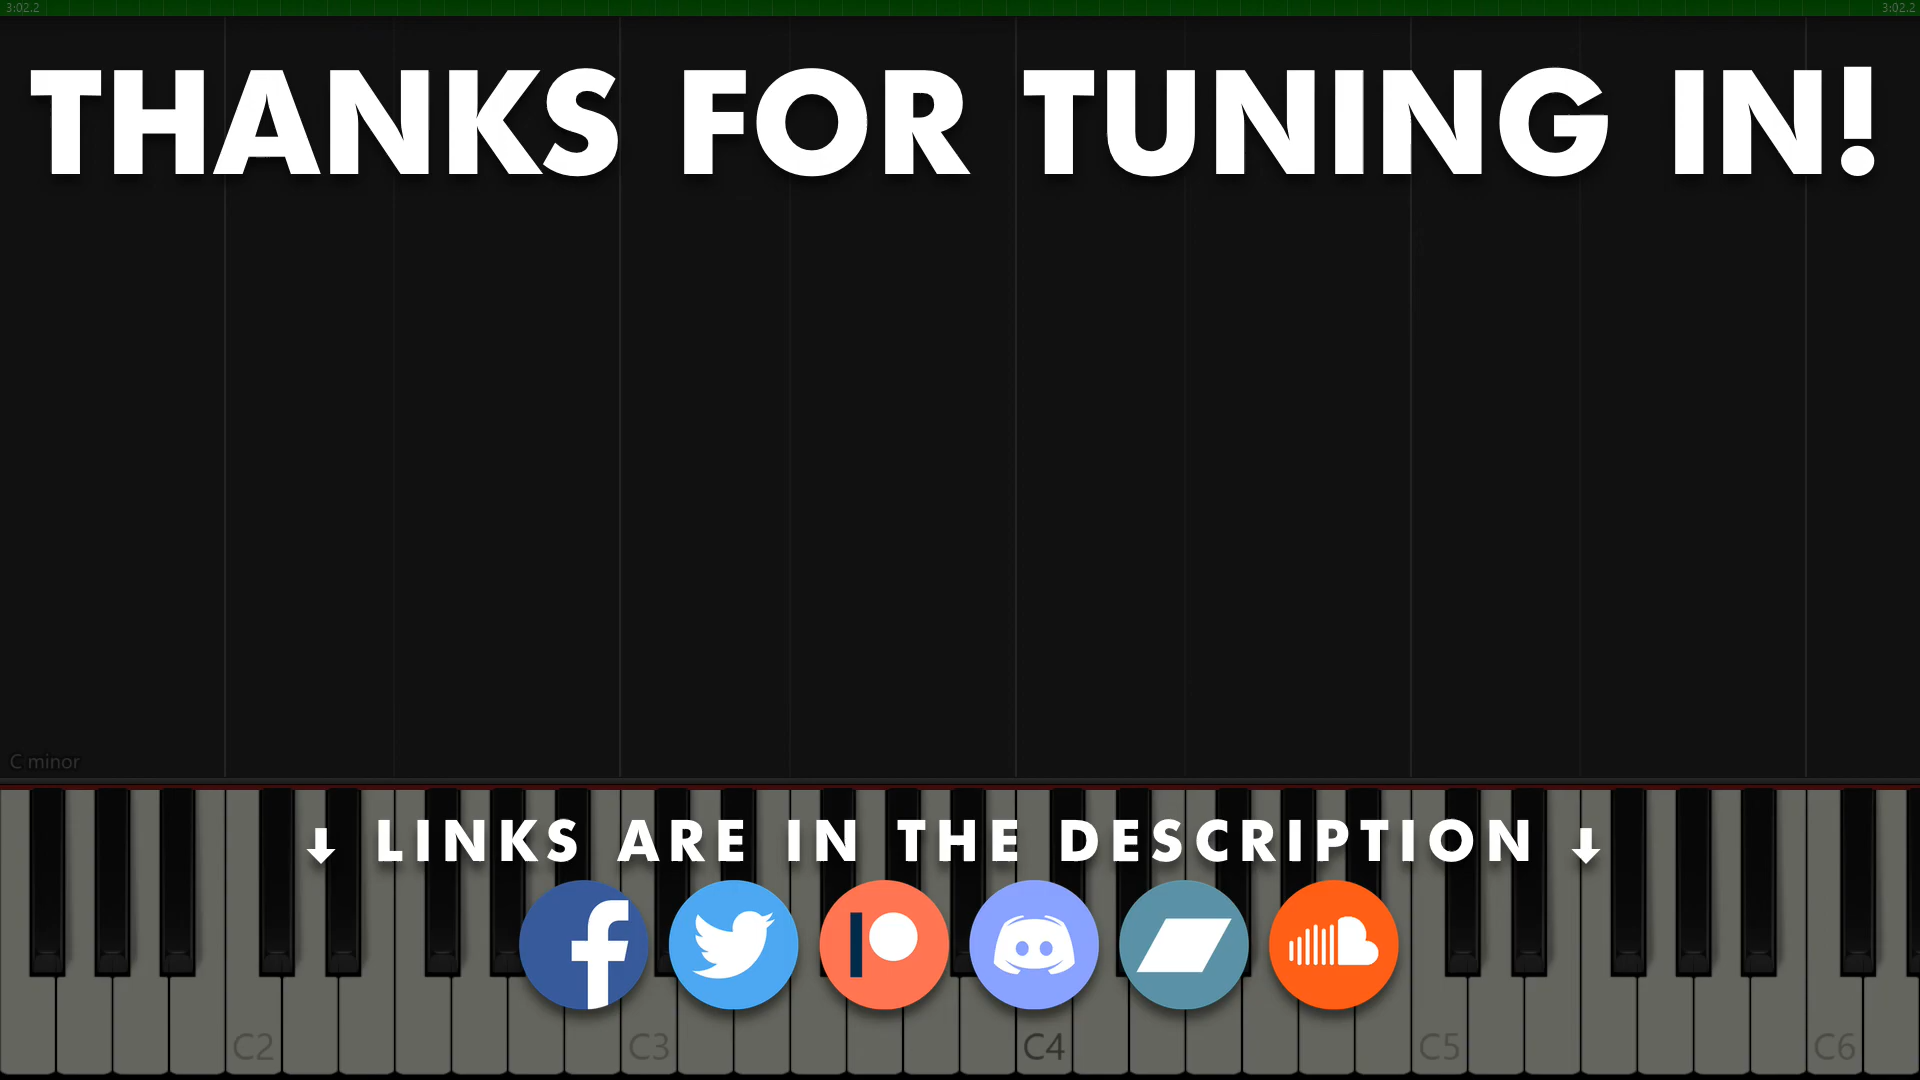 3:02.2 3:02.2
THANKS FOR TUNING IN!
C minor
LINKS ARE IN THE DESCRIPTION
C2 C3 C4 C5 C6